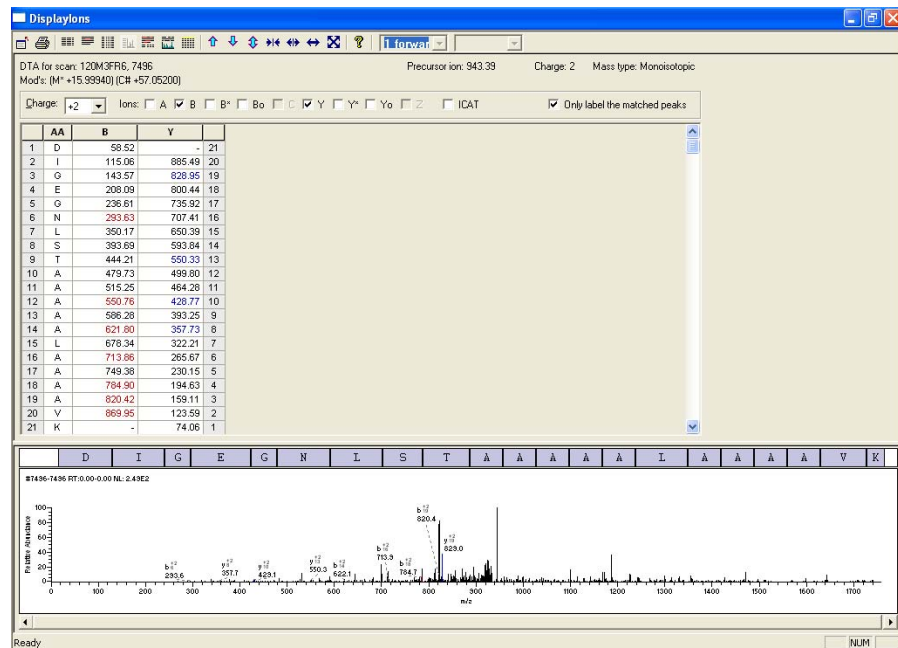 DisplayIons
1 forwar
DTA for scan: 120M3FR6, 7496 Precursor ion: 943.39 Charge: 2 Mass type: Monoisotopic
Mod's: (M* +15.99940) (C# +57.05200)
Charge: +2 Ions: A B B* Bo C Y Y* Yo Z ICAT Only label the matched peaks
AA B Y
1 D 58.52 - 21
2 I 115.06 885.49 20
3 G 143.57 828.95 19
4 E 208.09 800.44 18
5 G 236.61 735.92 17
6 N 293.63 707.41 16
7 L 350.17 650.39 15
8 S 393.69 593.84 14
9 T 444.21 550.33 13
10 A 479.73 499.80 12
11 A 515.25 464.28 11
12 A 550.76 428.77 10
13 A 586.28 393.25 9
14 A 621.80 357.73 8
15 L 678.34 322.21 7
16 A 713.86 265.67 6
17 A 749.38 230.15 5
18 A 784.90 194.63 4
19 A 820.42 159.11 3
20 V 869.95 123.59 2
21 K - 74.06 1
D I G E G N L S T A A A A A L A A A A V K
#7496-7496 RT:0.00-0.00 NL: 2.49E2
Relative Abundance
100
80
60
40
20
0
b +2 820.4
y +2 829.0
b +2 713.9
b +2 784.7
b +2 293.6
y +2 357.7
y +2 429.1
y +2 550.3
b +2 622.1
0 100 200 300 400 500 600 700 800 900 1000 1100 1200 1300 1400 1500 1600 1700
m/z
Ready NUM